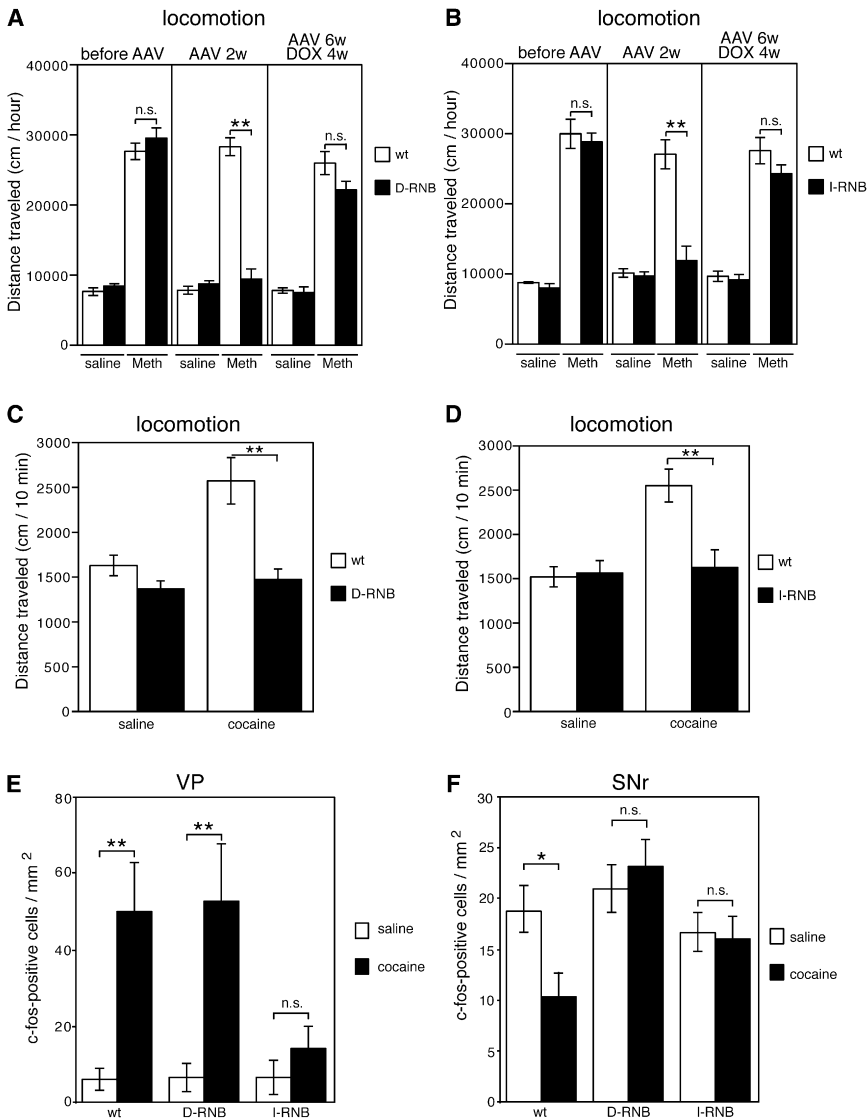 A
locomotion
before AAV
AAV 2w
AAV 6w
DOX 4w
Distance traveled (cm / hour)
40000
30000
20000
10000
0
n.s.
**
n.s.
saline
Meth
saline
Meth
saline
Meth
wt
D-RNB
B
locomotion
before AAV
AAV 2w
AAV 6w
DOX 4w
Distance traveled (cm / hour)
40000
30000
20000
10000
0
n.s.
**
n.s.
saline
Meth
saline
Meth
saline
Meth
wt
I-RNB
C
locomotion
Distance traveled (cm / 10 min)
3000
2500
2000
1500
1000
500
0
**
saline
cocaine
wt
D-RNB
D
locomotion
Distance traveled (cm / 10 min)
3000
2500
2000
1500
1000
500
0
**
saline
cocaine
wt
I-RNB
E
VP
c-fos-positive cells / mm 2
80
60
40
20
0
**
**
n.s.
wt
D-RNB
I-RNB
saline
cocaine
F
SNr
c-fos-positive cells / mm 2
30
25
20
15
10
5
0
*
n.s.
n.s.
wt
D-RNB
I-RNB
saline
cocaine